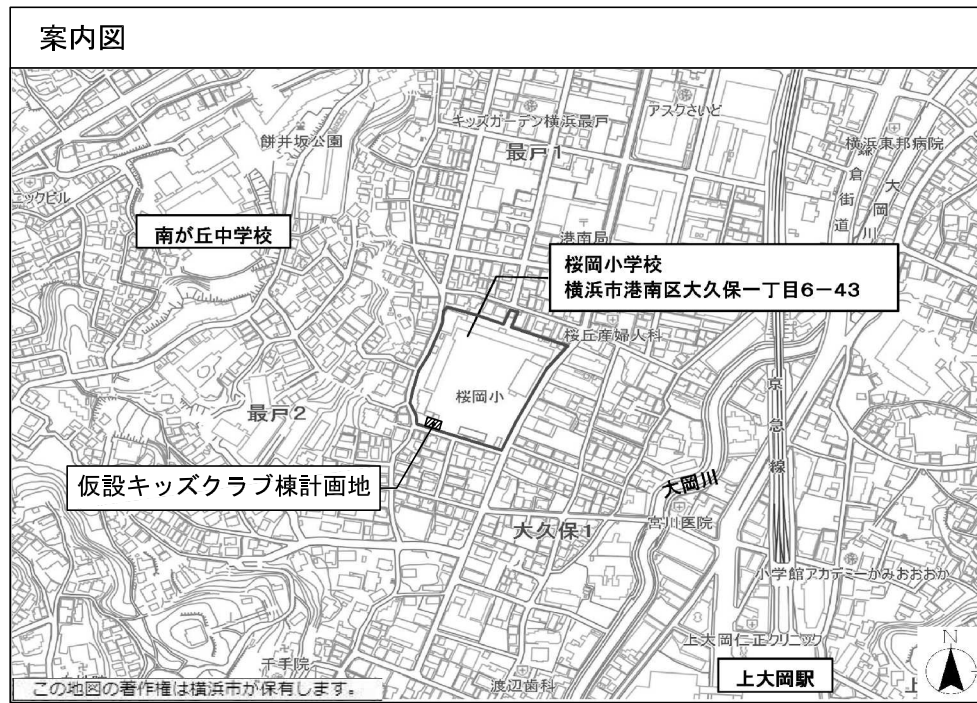 案内図
キッズガーデン横浜最戸
アスクさいど
餅井坂公園
最戸1
横浜東邦病院
鎌倉街道
大岡川
ニックビル
南が丘中学校
港南局
桜岡小学校
横浜市港南区大久保一丁目6－43
桜丘産婦人科
桜岡小
京急線
最戸2
仮設キッズクラブ棟計画地
大岡川
大久保1
宮川医院
小学館アカデミーかみおおおか
上大岡仁正クリニック
N
千手院
上大岡駅
上
渡辺歯科
この地図の著作権は横浜市が保有します。